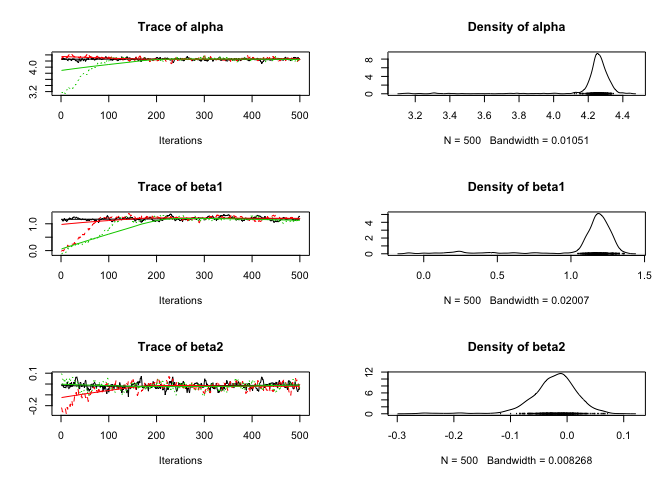 Trace of alpha
3.2 4.0
0 100 200 300 400 500
Iterations
Density of alpha
0 4 8
3.2 3.4 3.6 3.8 4.0 4.2 4.4
N = 500 Bandwidth = 0.01051
Trace of beta1
0.0 1.0
0 100 200 300 400 500
Iterations
Density of beta1
0 2 4
0.0 0.5 1.0 1.5
N = 500 Bandwidth = 0.02007
Trace of beta2
-0.2 0.1
0 100 200 300 400 500
Iterations
Density of beta2
0 4 8 12
-0.3 -0.2 -0.1 0.0 0.1
N = 500 Bandwidth = 0.008268